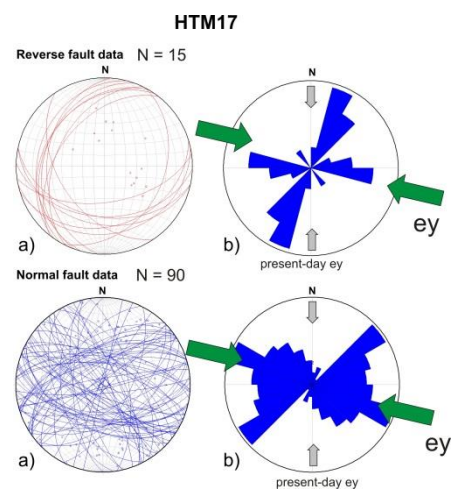 HTM17
Reverse fault data N = 15
N
N
a)
b)
ey
present-day ey
Normal fault data N = 90
N
N
a)
b)
ey
present-day ey